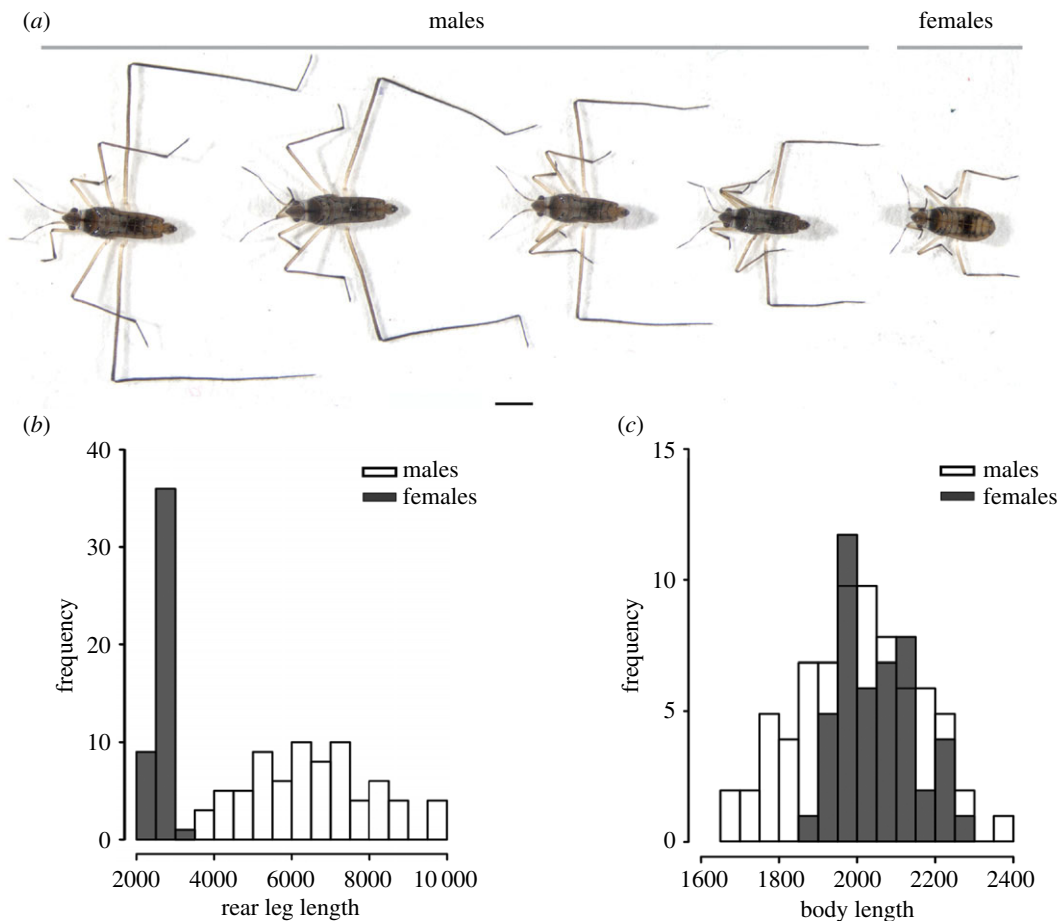 (a)
males
females
(b)
40
30
20
10
0
frequency
males
females
2000
4000
6000
8000
10 000
rear leg length
(c)
15
10
5
0
frequency
males
females
1600
1800
2000
2200
2400
body length